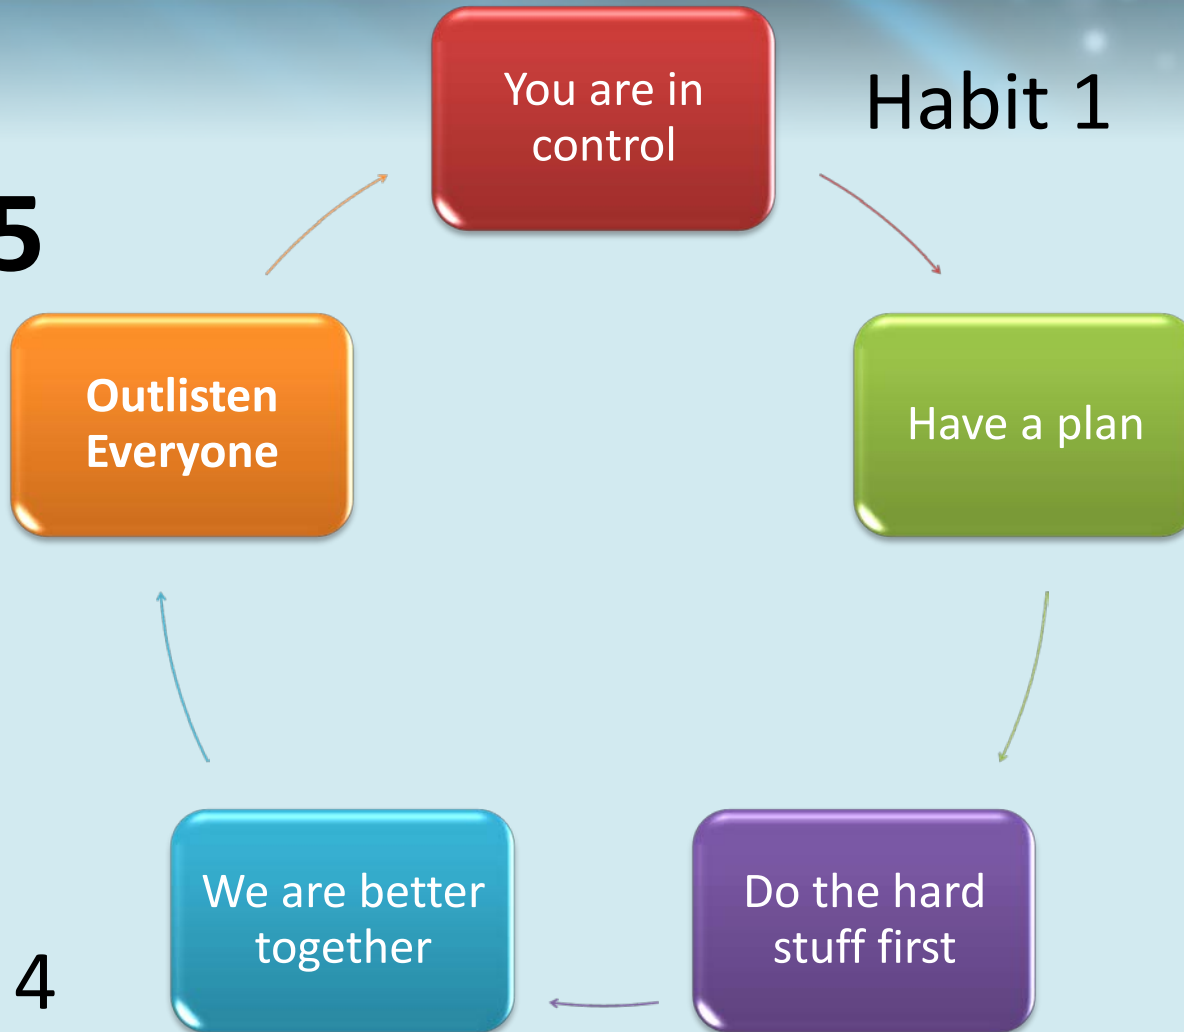 You are in
control
Habit 1
5
Outlisten
Everyone
Have a plan
We are better
together
Do the hard
stuff first
4